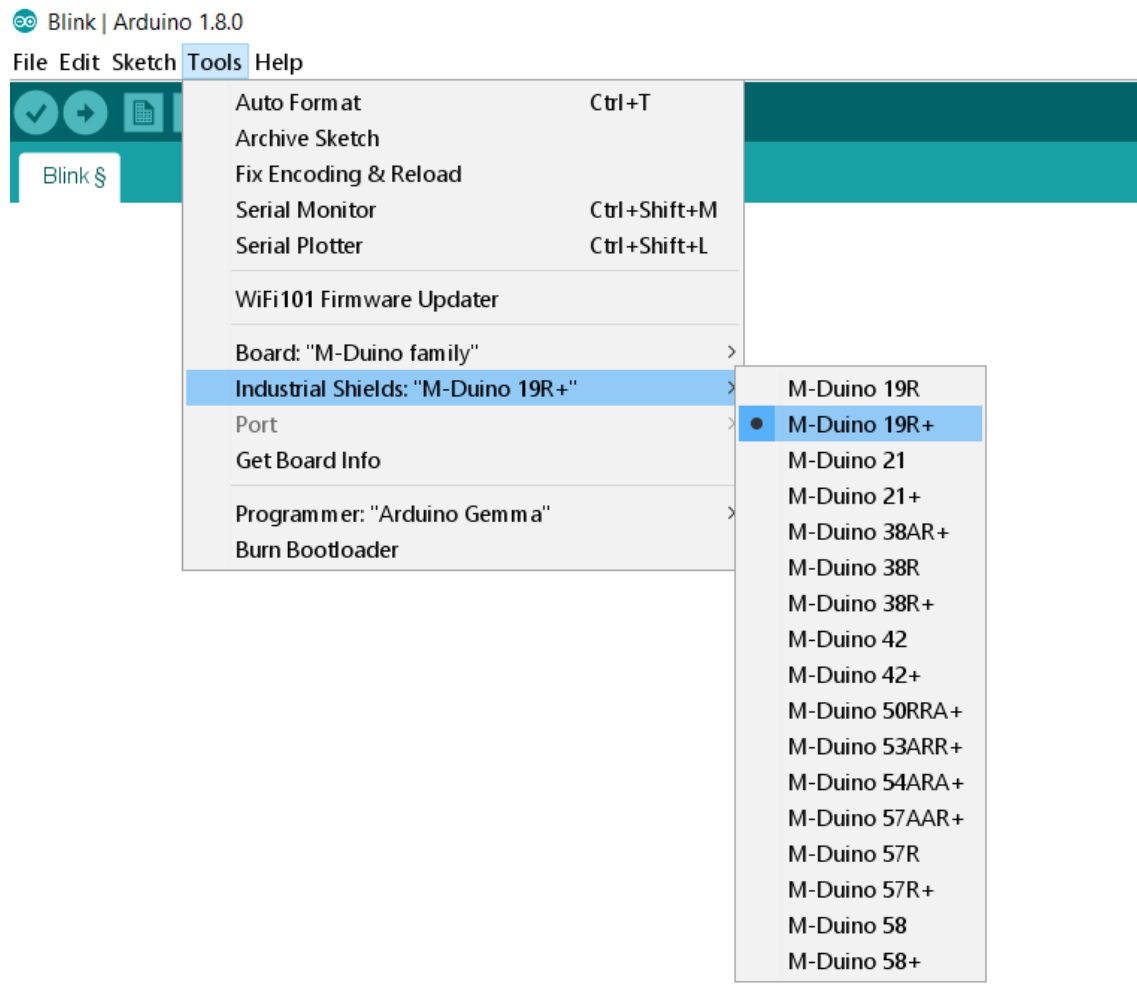 Blink | Arduino 1.8.0
File Edit Sketch Tools Help
Auto Format Ctrl+T
Archive Sketch
Fix Encoding & Reload
Serial Monitor Ctrl+Shift+M
Serial Plotter Ctrl+Shift+L
WiFi101 Firmware Updater
Board: "M-Duino family"
Industrial Shields: "M-Duino 19R+"
Port
Get Board Info
Programmer: "Arduino Gemma"
Burn Bootloader
Blink §
M-Duino 19R
M-Duino 19R+
M-Duino 21
M-Duino 21+
M-Duino 38AR+
M-Duino 38R
M-Duino 38R+
M-Duino 42
M-Duino 42+
M-Duino 50RRA+
M-Duino 53ARR+
M-Duino 54ARA+
M-Duino 57AAR+
M-Duino 57R
M-Duino 57R+
M-Duino 58
M-Duino 58+